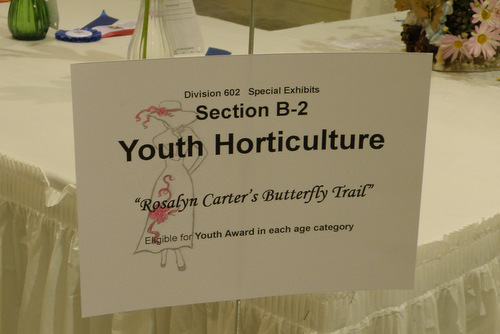 Division 602 Special Exhibits
Section B-2
Youth Horticulture
“Rosalyn Carter’s Butterfly Trail”
Eligible for Youth Award in each age category